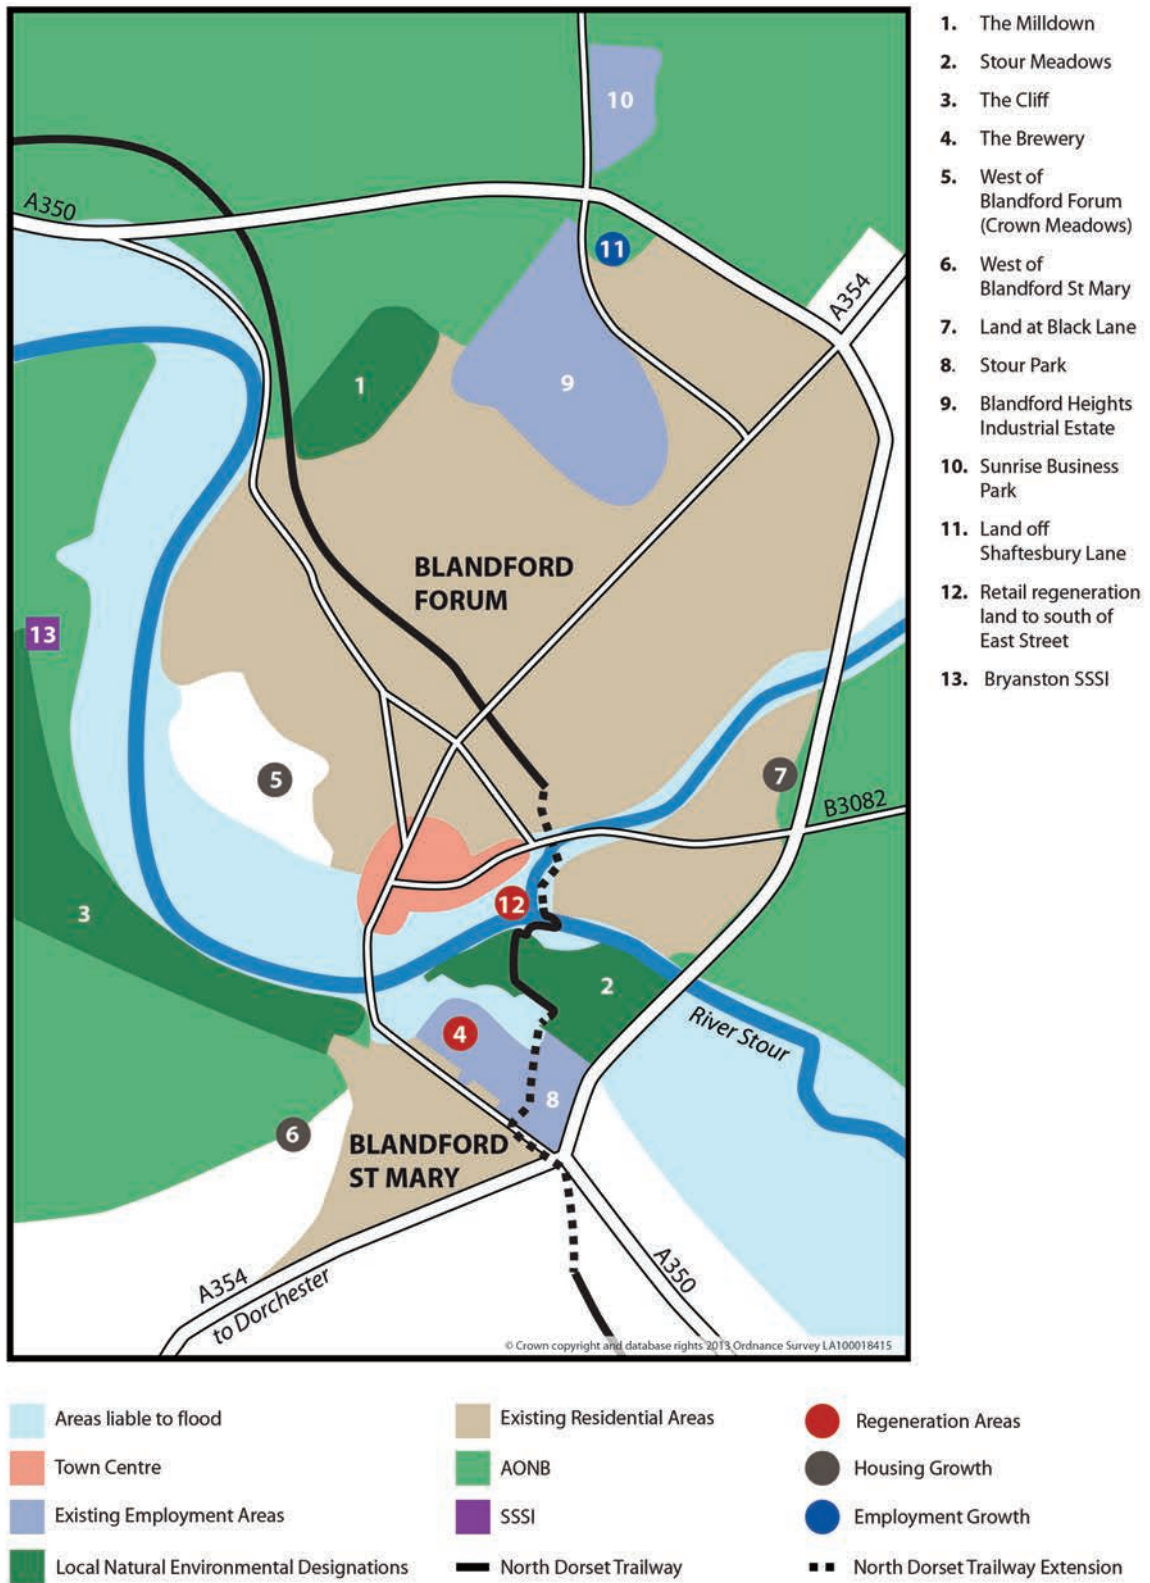 10
A350
11
A354
1
9
BLANDFORD
FORUM
13
5
7
B3082
12
3
2
River Stour
4
8
6
BLANDFORD
ST MARY
A354
to Dorchester
A350
© Crown copyright and database rights 2013 Ordnance Survey LA100018415
1. The Milldown
2. Stour Meadows
3. The Cliff
4. The Brewery
5. West of
Blandford Forum
(Crown Meadows)
6. West of
Blandford St Mary
7. Land at Black Lane
8. Stour Park
9. Blandford Heights
Industrial Estate
10. Sunrise Business
Park
11. Land off
Shaftesbury Lane
12. Retail regeneration
land to south of
East Street
13. Bryanston SSSI
Areas liable to flood
Town Centre
Existing Employment Areas
Local Natural Environmental Designations
Existing Residential Areas
AONB
SSSI
North Dorset Trailway
Regeneration Areas
Housing Growth
Employment Growth
North Dorset Trailway Extension